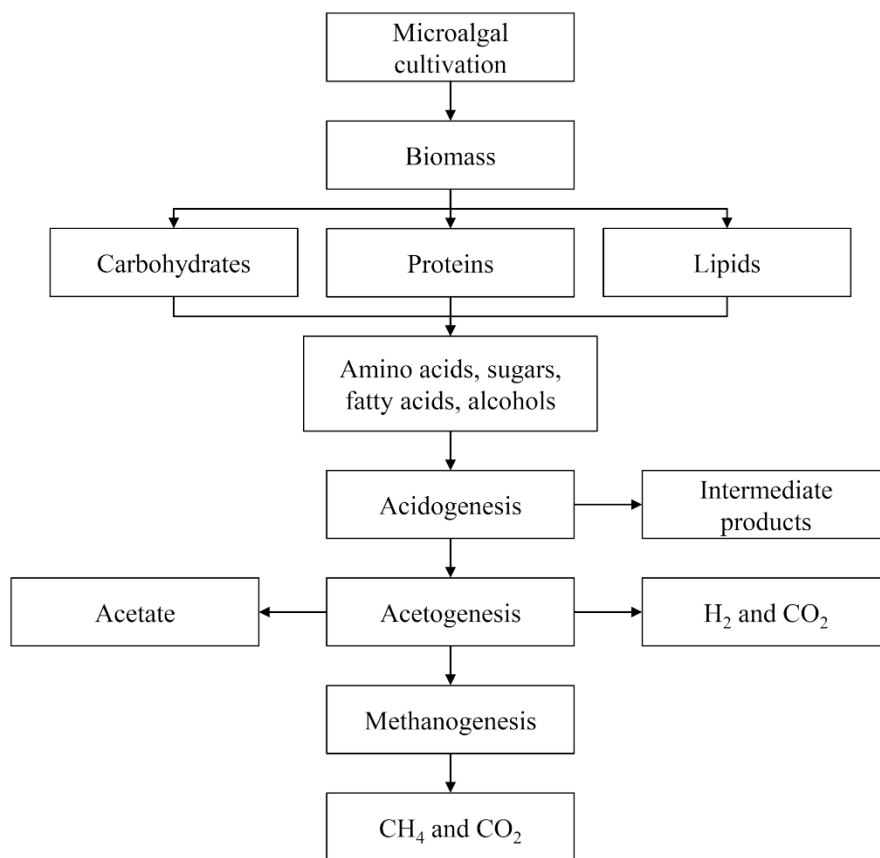 Microalgal
cultivation
Biomass
Carbohydrates
Proteins
Lipids
Amino acids, sugars,
fatty acids, alcohols
Acidogenesis
Intermediate
products
Acetate
Acetogenesis
H₂ and CO₂
Methanogenesis
CH₄ and CO₂